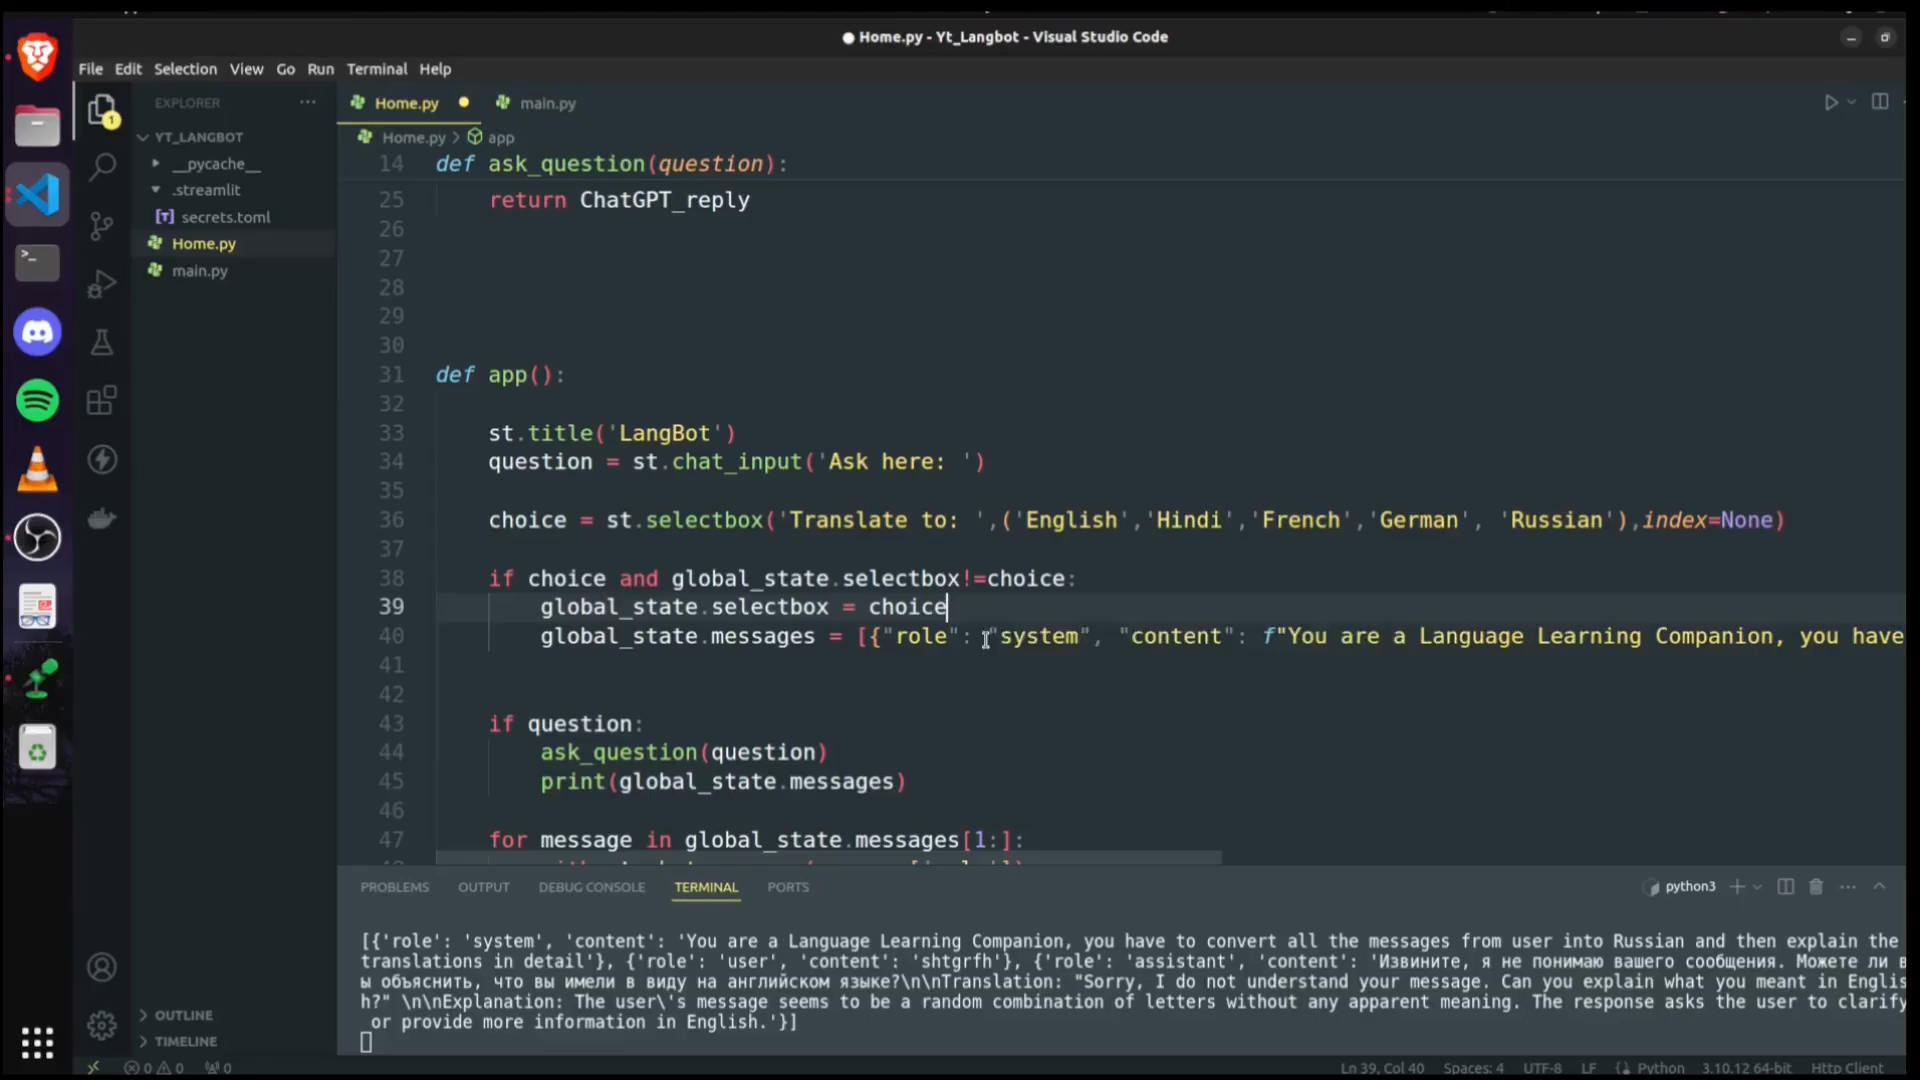 Home.py - Yt_Langbot - Visual Studio Code
File Edit Selection View Go Run Terminal Help
EXPLORER
YT_LANGBOT
__pycache__
.streamlit
secrets.toml
Home.py
main.py
OUTLINE
TIMELINE
1
Home.py main.py
Home.py > app
14 def ask_question(question):
25 return ChatGPT_reply
26
27
28
29
30
31 def app():
32
33 st.title('LangBot')
34 question = st.chat_input('Ask here: ')
35
36 choice = st.selectbox('Translate to: ',('English','Hindi','French','German', 'Russian'),index=None)
37
38 if choice and global_state.selectbox!=choice:
39 global_state.selectbox = choice
40 global_state.messages = [{"role": "system", "content": f"You are a Language Learning Companion, you have
41
42
43 if question:
44 ask_question(question)
45 print(global_state.messages)
46
47 for message in global_state.messages[1:]:
PROBLEMS OUTPUT DEBUG CONSOLE TERMINAL PORTS
python3
[{'role': 'system', 'content': 'You are a Language Learning Companion, you have to convert all the messages from user into Russian and then explain the
translations in detail'}, {'role': 'user', 'content': 'shtgrfh'}, {'role': 'assistant', 'content': 'Извините, я не понимаю вашего сообщения. Можете ли в
ы объяснить, что вы имели в виду на английском языке?\n\nTranslation: "Sorry, I do not understand your message. Can you explain what you meant in Englis
h?" \n\nExplanation: The user\'s message seems to be a random combination of letters without any apparent meaning. The response asks the user to clarify
or provide more information in English.'}]
0 0 0 Ln 39, Col 40 Spaces: 4 UTF-8 LF Python 3.10.12 64-bit Http Client